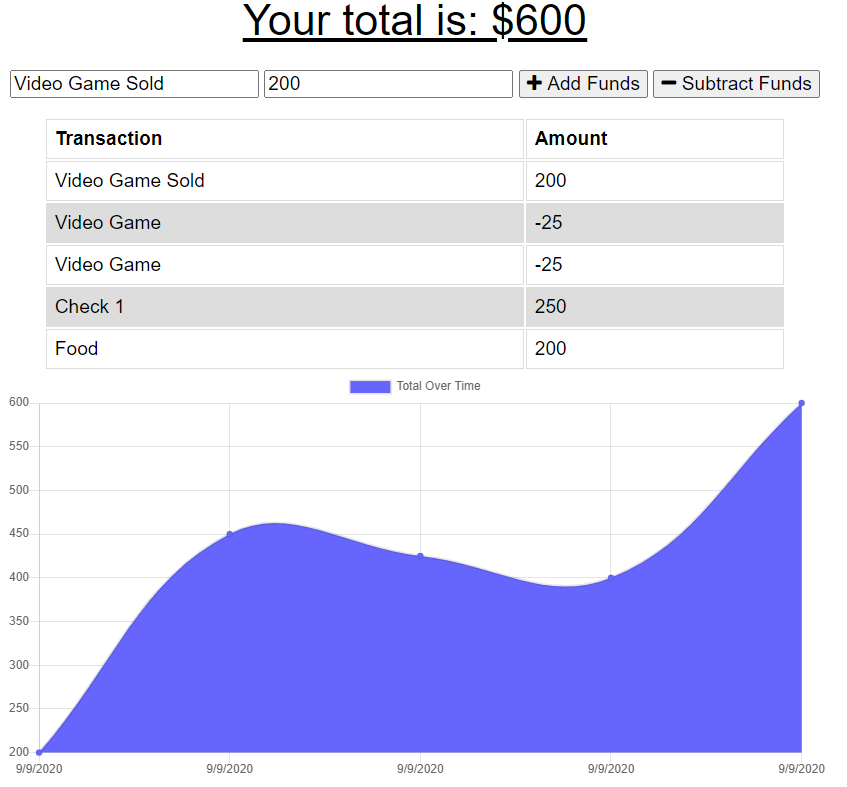 Your total is: $600
Video Game Sold 200 Add Funds Subtract Funds
Transaction Amount
Video Game Sold 200
Video Game -25
Video Game -25
Check 1 250
Food 200
Total Over Time
600
550
500
450
400
350
300
250
200
9/9/2020 9/9/2020 9/9/2020 9/9/2020 9/9/2020